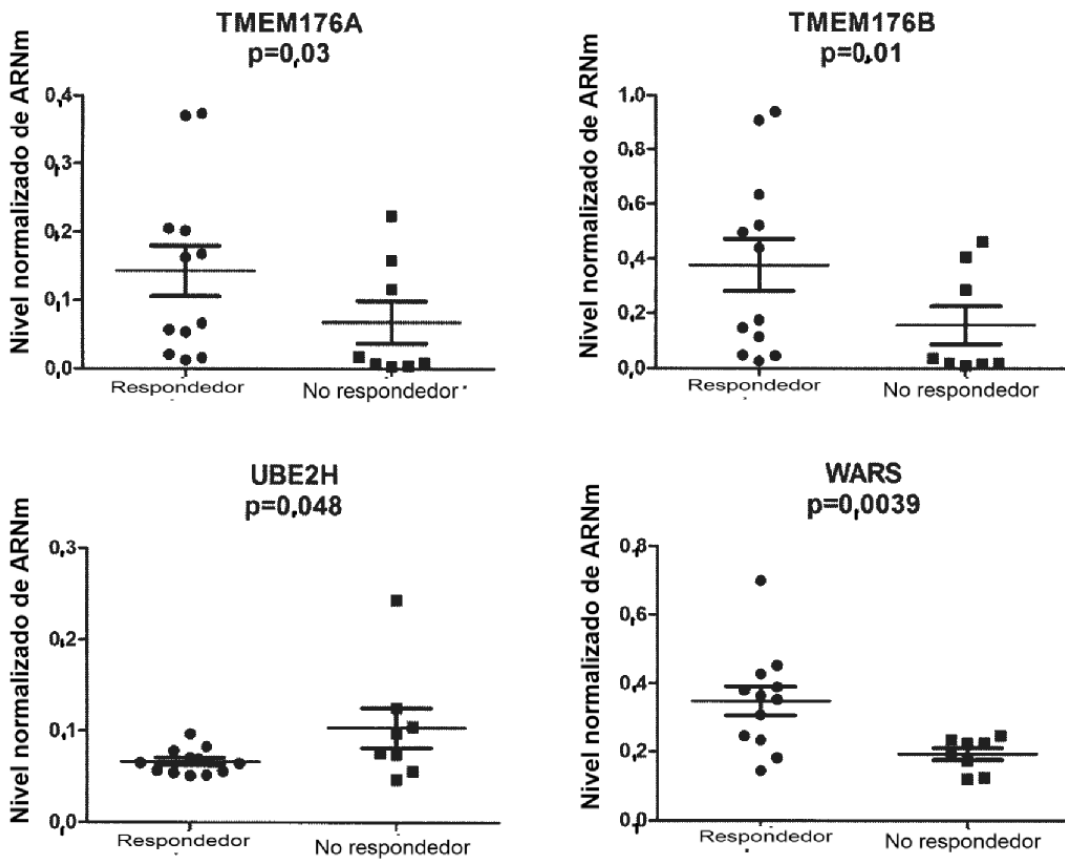 TMEM176A
p=0,03
Nivel normalizado de ARNm
0,4
0,3
0,2
0,1
0,0
Respondedor
No respondedor
TMEM176B
p=0,01
Nivel normalizado de ARNm
1,0
0,8
0,6
0,4
0,2
0,0
Respondedor
No respondedor
UBE2H
p=0,048
Nivel normalizado de ARNm
0,3
0,2
0,1
0,0
Respondedor
No respondedor
WARS
p=0,0039
Nivel normalizado de ARNm
0,8
0,6
0,4
0,2
0,0
Respondedor
No respondedor